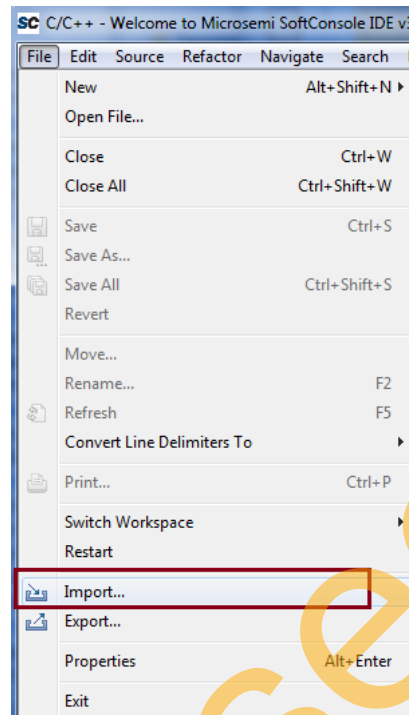 SC C/C++ - Welcome to Microsemi SoftConsole IDE
File Edit Source Refactor Navigate Search
New Alt+Shift+N
Open File...
Close Ctrl+W
Close All Ctrl+Shift+W
Save Ctrl+S
Save As...
Save All Ctrl+Shift+S
Revert
Move...
Rename... F2
Refresh F5
Convert Line Delimiters To
Print... Ctrl+P
Switch Workspace
Restart
Import...
Export...
Properties Alt+Enter
Exit